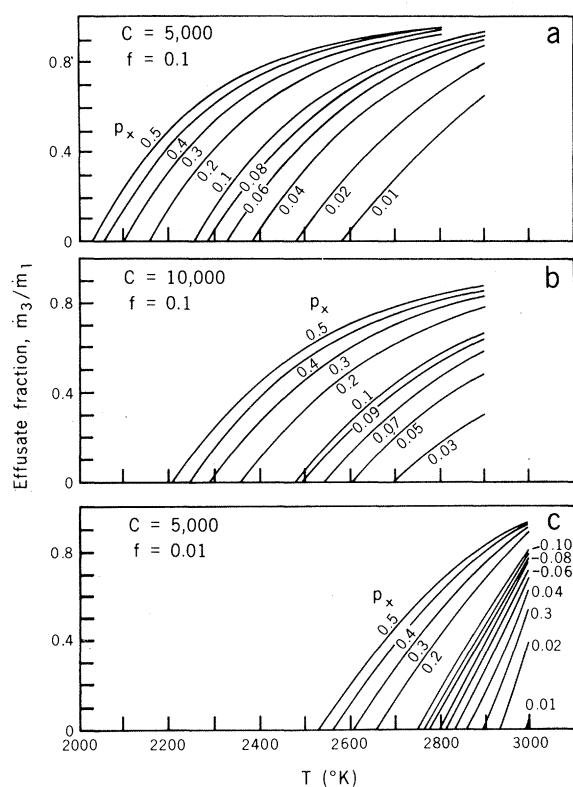 a
C = 5,000
f = 0.1
0.8
0.4
0
p_x
0.5
0.4
0.3
0.2
0.1
0.08
0.06
0.04
0.02
0.01
b
C = 10,000
f = 0.1
0.8
0.4
0
p_x
0.5
0.4
0.3
0.2
0.1
0.09
0.07
0.05
0.03
Effusate fraction, ṁ₃/ṁ₁
c
C = 5,000
f = 0.01
0.8
0.4
0
p_x
0.5
0.4
0.3
0.2
-0.10
-0.08
-0.06
0.04
0.3
0.02
0.01
2000 2200 2400 2600 2800 3000
T (°K)